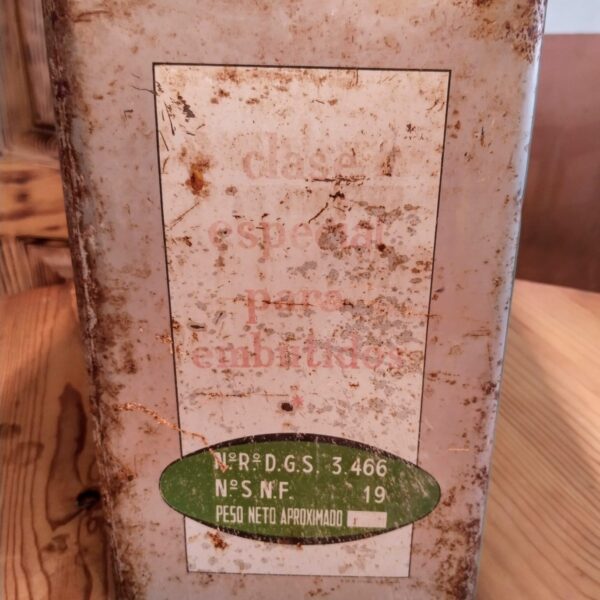 clase
especial
para
embutidos
Nº Rº D.G.S. 3.466
Nº S.N.F. 19
PESO NETO APROXIMADO